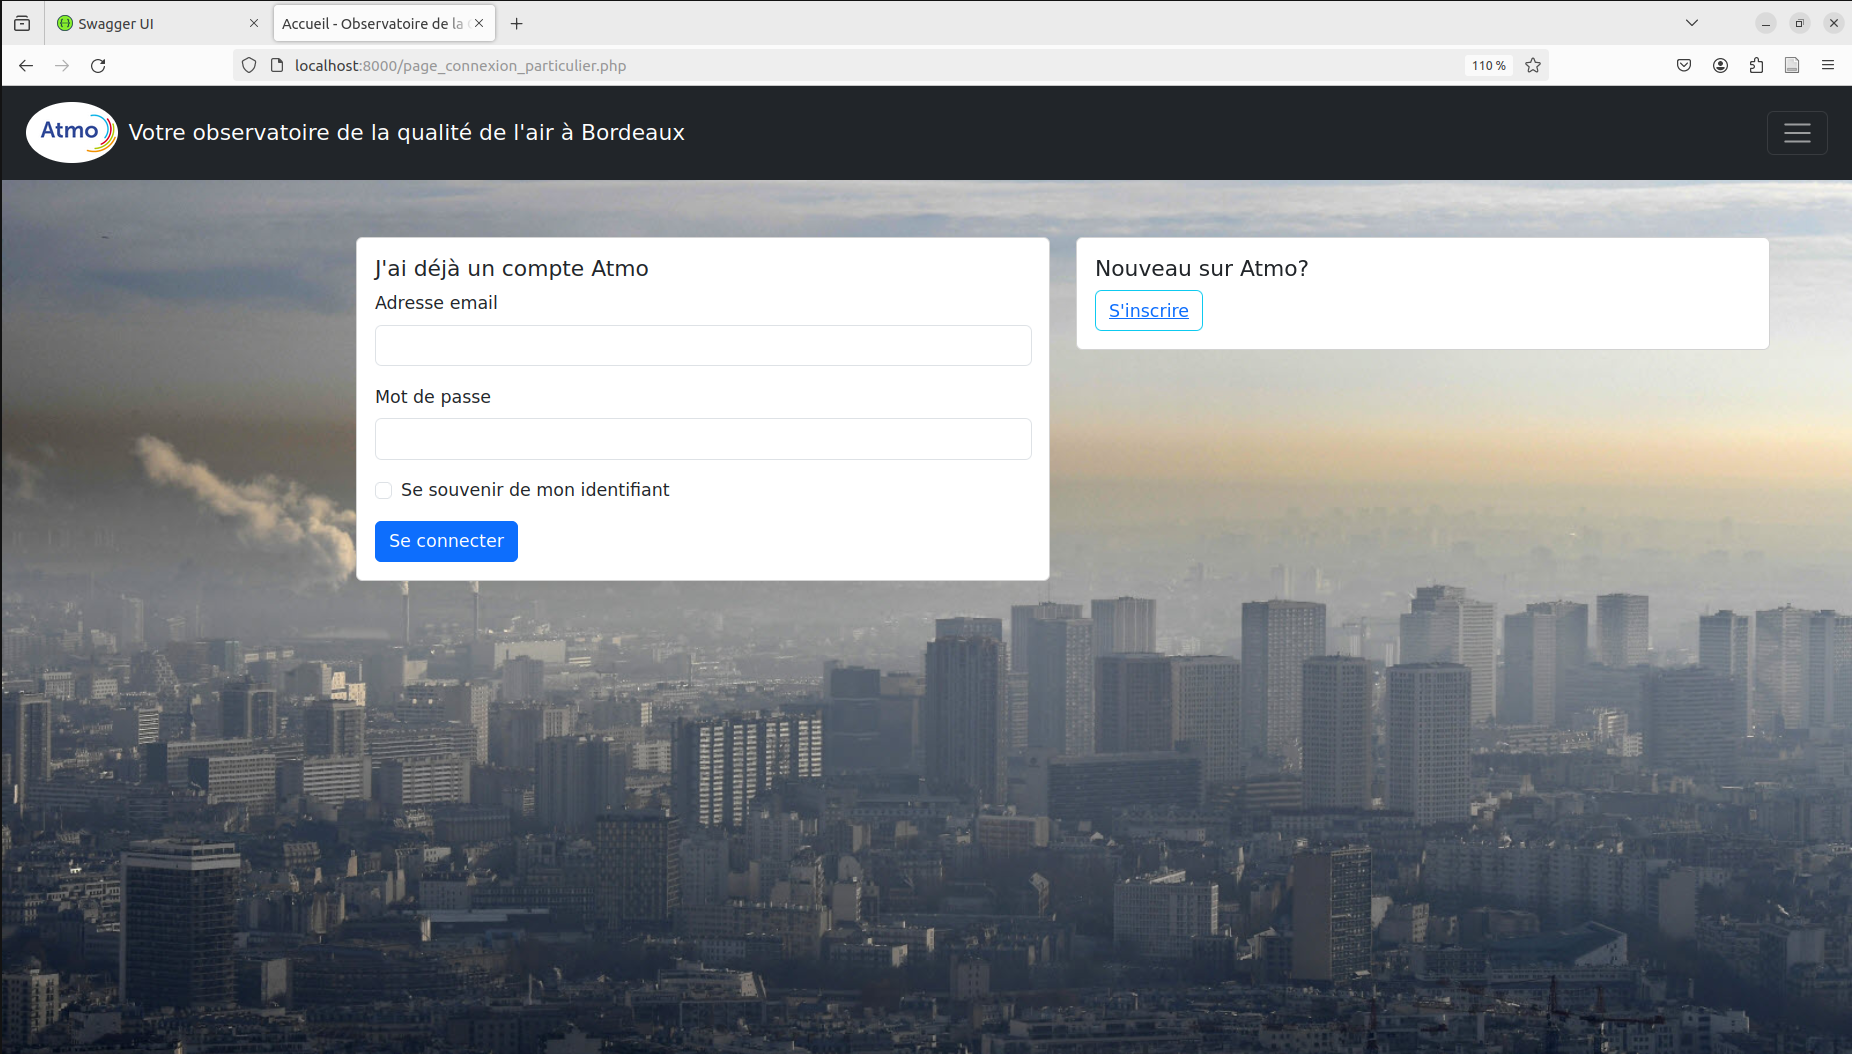 Swagger UI
Accueil - Observatoire de la
localhost:8000/page_connexion_particulier.php
110 %
Atmo
Votre observatoire de la qualité de l'air à Bordeaux
J'ai déjà un compte Atmo
Adresse email
Mot de passe
Se souvenir de mon identifiant
Se connecter
Nouveau sur Atmo?
S'inscrire